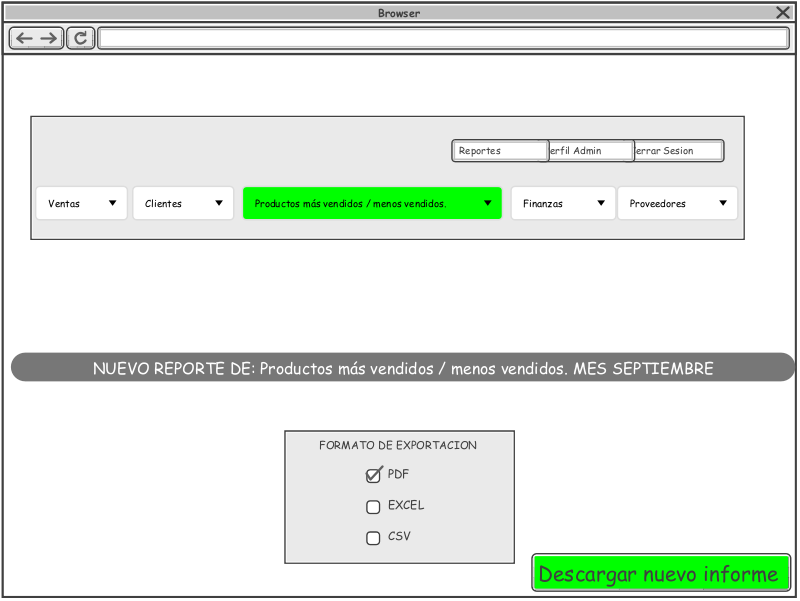 Browser
Reportes erfil Admin errar Sesion
Ventas Clientes Productos más vendidos / menos vendidos. Finanzas Proveedores
NUEVO REPORTE DE: Productos más vendidos / menos vendidos. MES SEPTIEMBRE
FORMATO DE EXPORTACION
PDF
EXCEL
CSV
Descargar nuevo informe